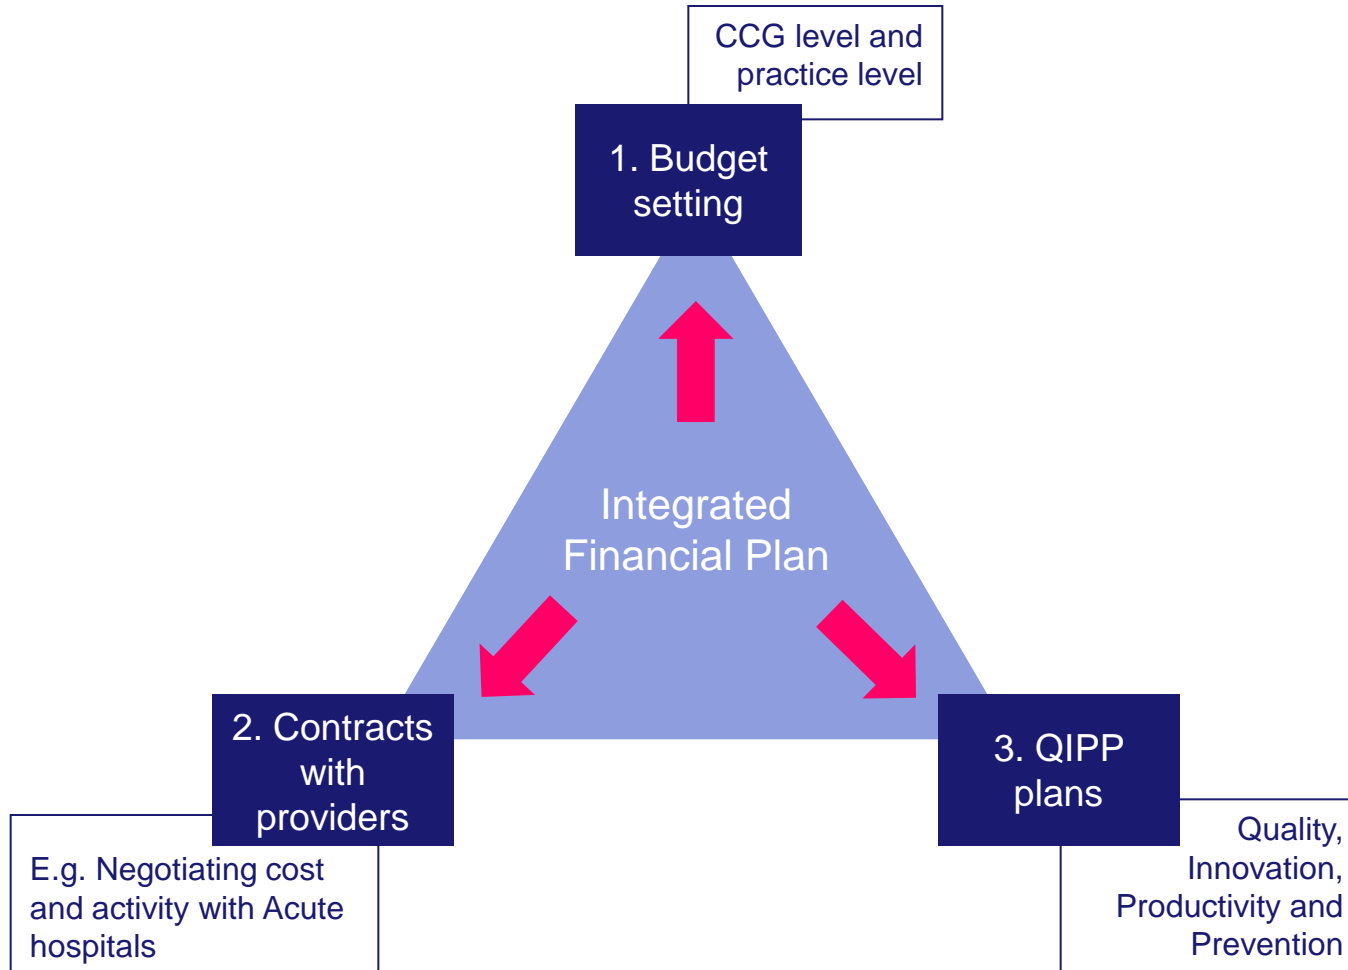 CCG level and
practice level
1. Budget
setting
Integrated
Financial Plan
2. Contracts
with
providers
E.g. Negotiating cost
and activity with Acute
hospitals
3. QIPP
plans
Quality,
Innovation,
Productivity and
Prevention